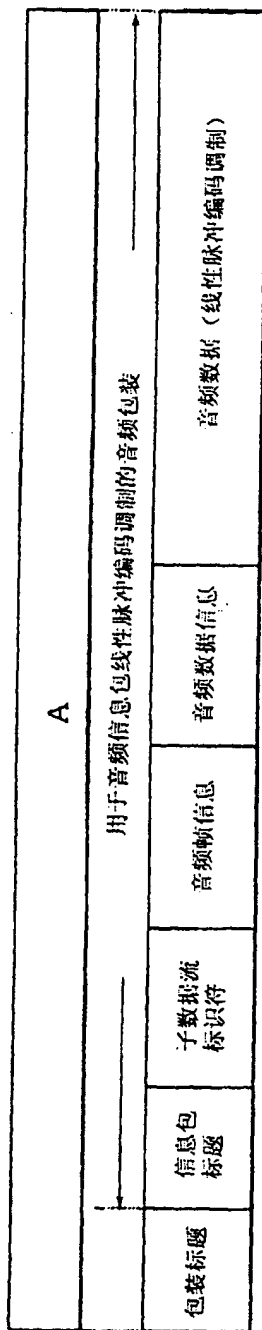 A
用于音频信息包线性脉冲编码调制的音频包装
包装标题
信息包
标题
子数据流
标识符
音频帧信息
音频数据信息
音频数据（线性脉冲编码调制）